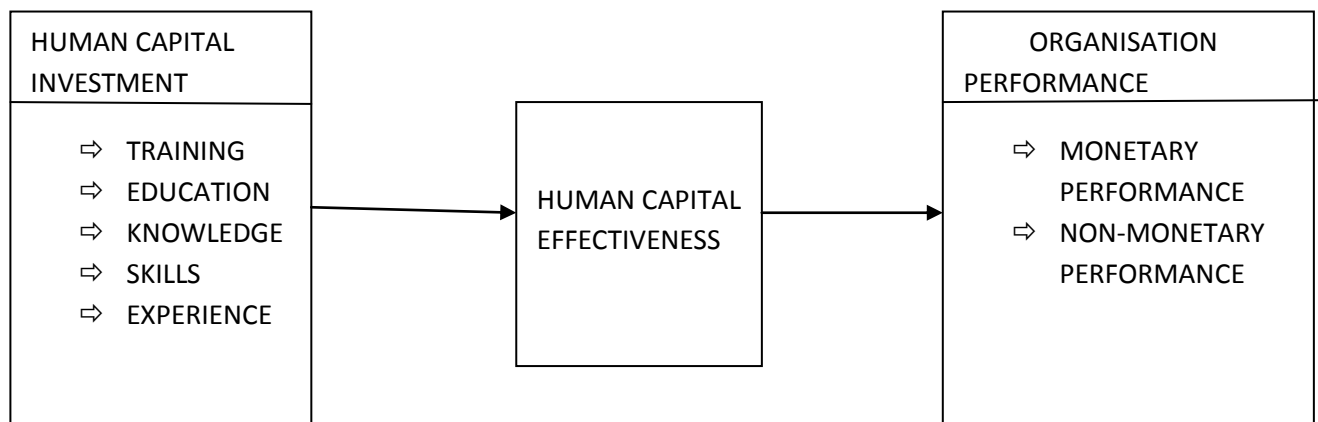 HUMAN CAPITAL
INVESTMENT
⇨ TRAINING
⇨ EDUCATION
⇨ KNOWLEDGE
⇨ SKILLS
⇨ EXPERIENCE
HUMAN CAPITAL
EFFECTIVENESS
ORGANISATION
PERFORMANCE
⇨ MONETARY
PERFORMANCE
⇨ NON-MONETARY
PERFORMANCE